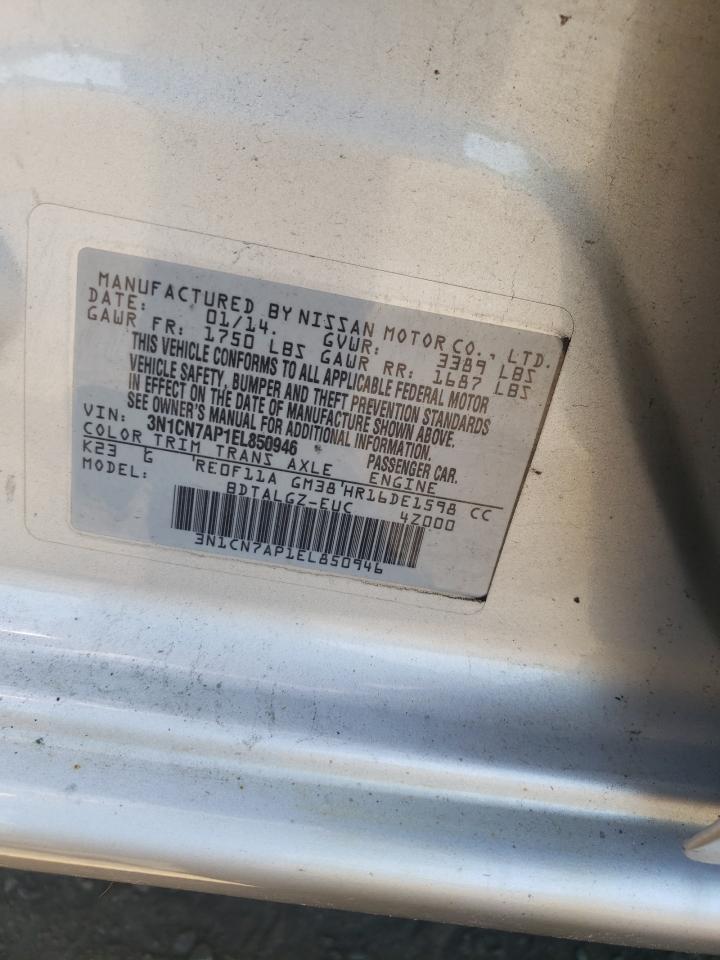 MANUFACTURED BY NISSAN MOTOR CO., LTD.
DATE: 01/14. GVWR: 3389 LBS
GAWR FR: 1750 LBS GAWR RR: 1687 LBS
THIS VEHICLE CONFORMS TO ALL APPLICABLE FEDERAL MOTOR
VEHICLE SAFETY, BUMPER AND THEFT PREVENTION STANDARDS
IN EFFECT ON THE DATE OF MANUFACTURE SHOWN ABOVE.
SEE OWNER'S MANUAL FOR ADDITIONAL INFORMATION.
VIN: 3N1CN7AP1EL850946 PASSENGER CAR.
COLOR TRIM TRANS AXLE ENGINE
K23 G RE0F11A GM38 HR16DE1598 CC
MODEL: BDTALGZ-EUC 4Z000
3N1CN7AP1EL850946